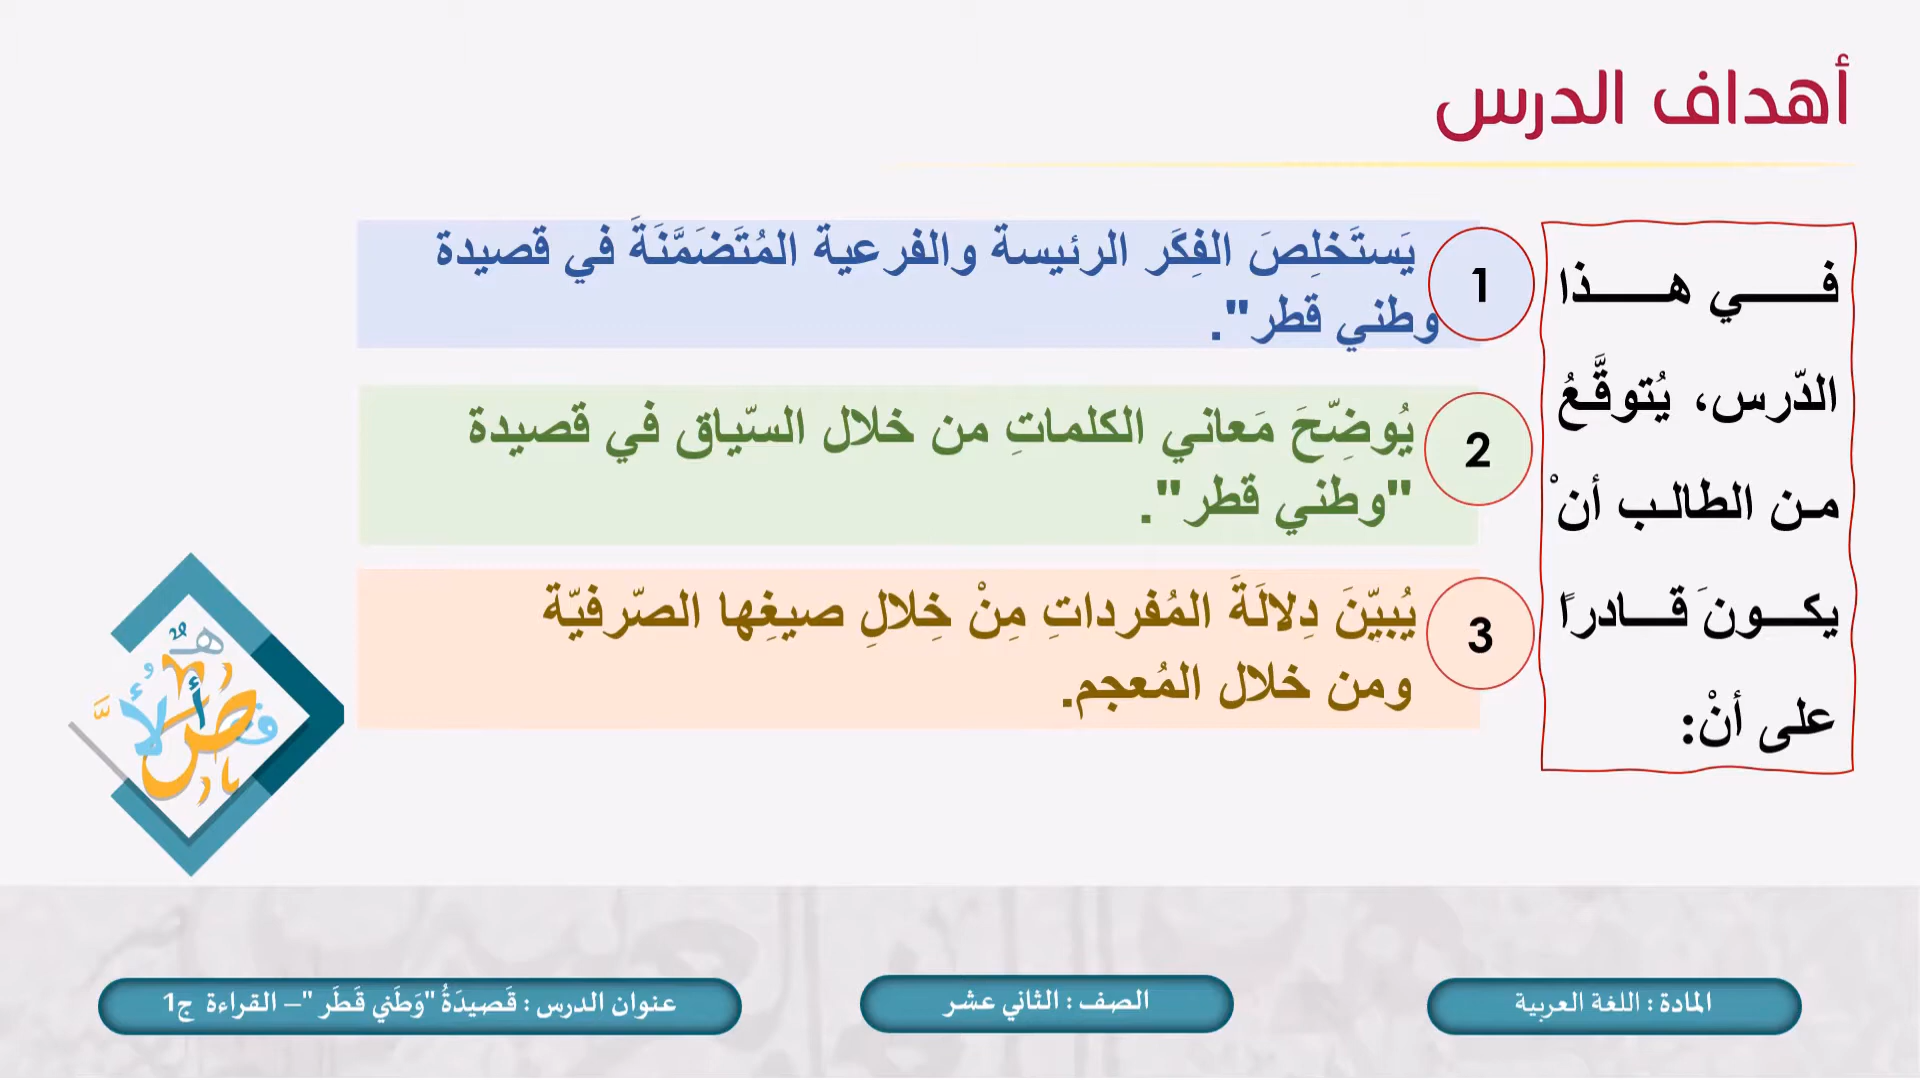 أهداف الدرس
في هذا
الدّرس، يُتوقَّعُ
من الطالب أنْ
يكونَ قادرًا
على أنْ:
1
يَستَخلِصَ الفِكَر الرئيسة والفرعية المُتَضَمَّنَةَ في قصيدة
وطني قطر".
2
يُوضِّحَ مَعاني الكلماتِ من خلال السّياق في قصيدة
"وطني قطر".
3
يُبيّنَ دِلالَةَ المُفرداتِ مِنْ خِلالِ صيغِها الصّرفيّة
ومن خلال المُعجم.
المادة : اللغة العربية
الصف : الثاني عشر
عنوان الدرس : قَصيدَةُ "وَطَني قَطَر "– القراءة ج1